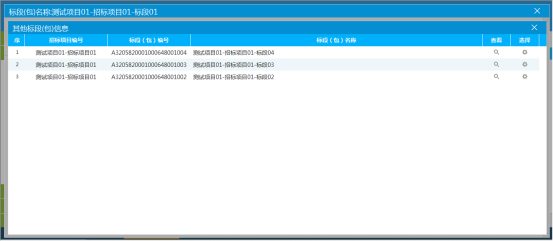 标段(包)名称:测试项目01-招标项目01-标段01
其他标段(包)信息
序 招标项目编号 标段（包）编号 标段（包）名称 查看 选择
1 测试项目01-招标项目01 A3205820001000648001004 测试项目01-招标项目01-标段04
2 测试项目01-招标项目01 A3205820001000648001003 测试项目01-招标项目01-标段03
3 测试项目01-招标项目01 A3205820001000648001002 测试项目01-招标项目01-标段02